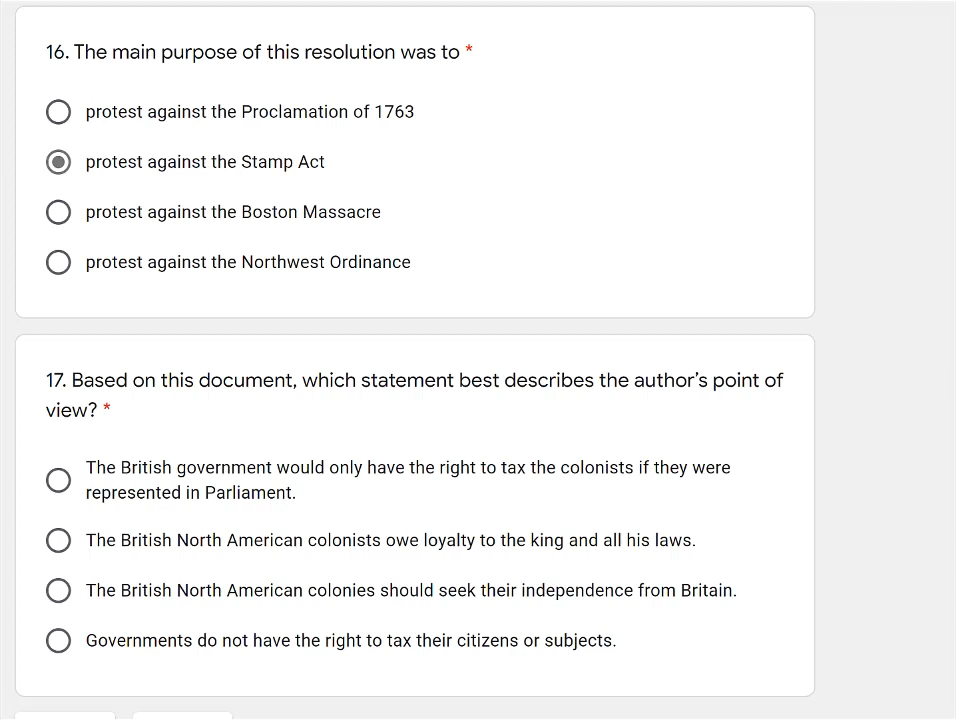 16. The main purpose of this resolution was to *
protest against the Proclamation of 1763
protest against the Stamp Act
protest against the Boston Massacre
protest against the Northwest Ordinance
17. Based on this document, which statement best describes the author’s point of
view? *
The British government would only have the right to tax the colonists if they were
represented in Parliament.
The British North American colonists owe loyalty to the king and all his laws.
The British North American colonies should seek their independence from Britain.
Governments do not have the right to tax their citizens or subjects.